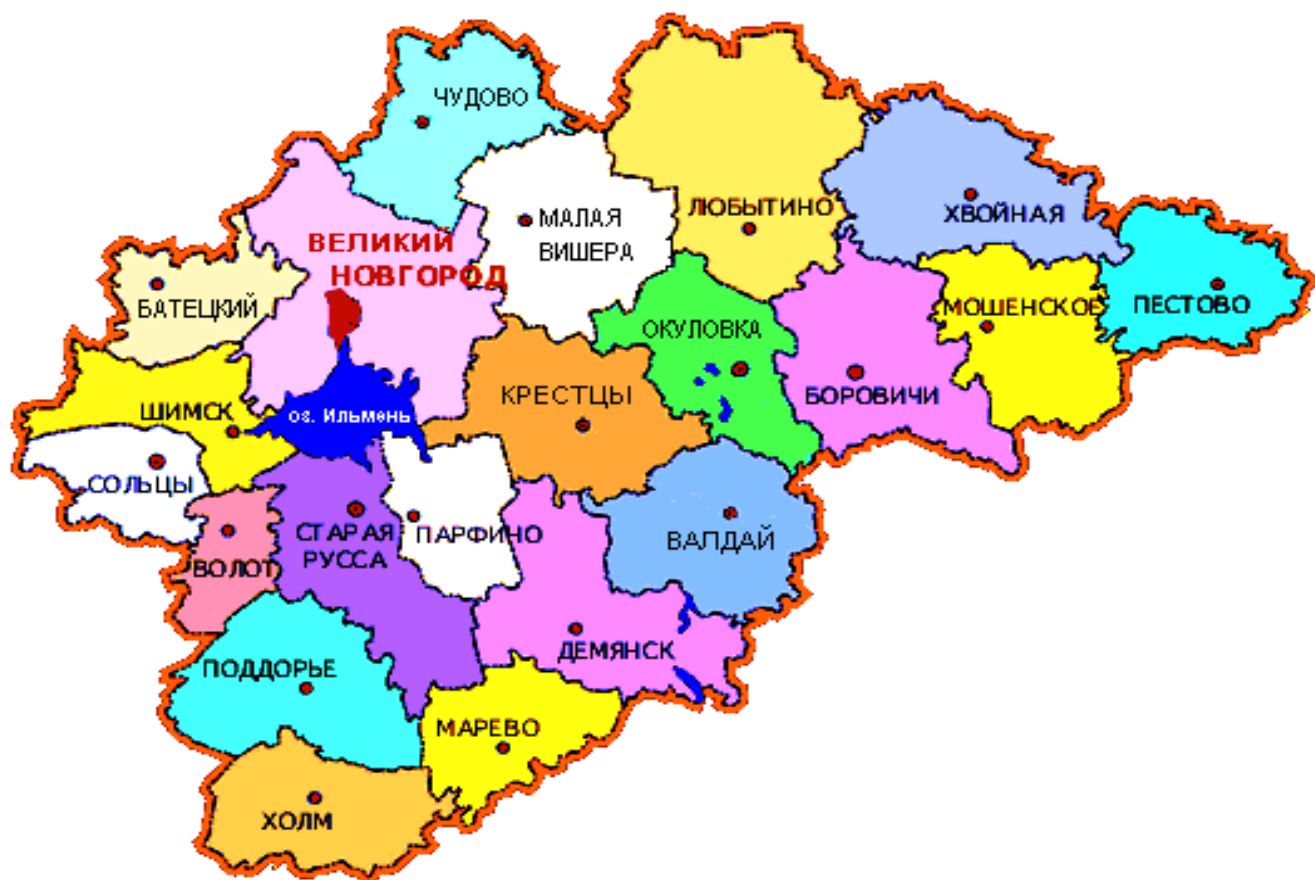 ЧУДОВО
ЛЮБЫТИНО
ХВОЙНАЯ
МАЛАЯ
ВИШЕРА
ВЕЛИКИЙ
НОВГОРОД
БАТЕЦКИЙ
МОШЕНСКОЕ
ПЕСТОВО
ОКУЛОВКА
БОРОВИЧИ
КРЕСТЦЫ
ШИМСК
оз. Ильмень
СОЛЬЦЫ
СТАРАЯ
РУССА
ПАРФИНО
ВАЛДАЙ
ВОЛОТ
ДЕМЯНСК
ПОДДОРЬЕ
МАРЕВО
ХОЛМ